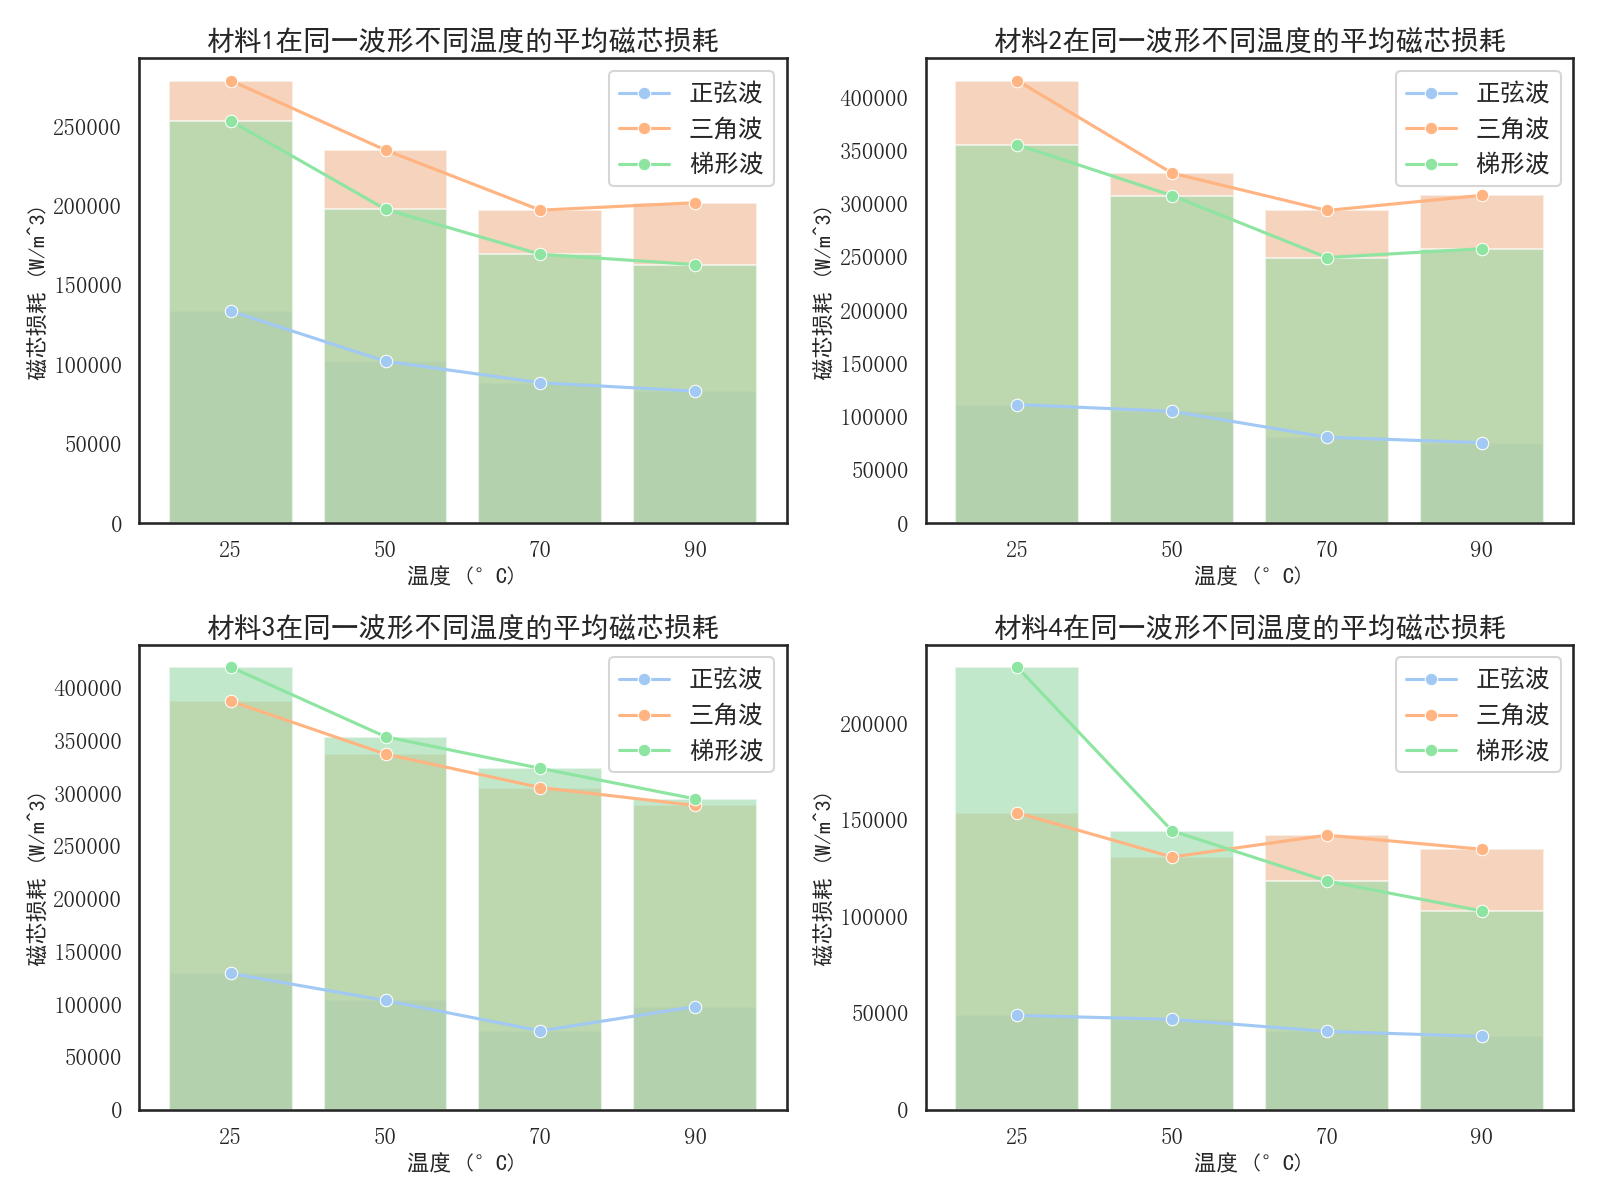 材料1在同一波形不同温度的平均磁芯损耗
正弦波
三角波
梯形波
磁芯损耗 (W/m^3)
250000
200000
150000
100000
50000
0
25 50 70 90
温度 (° C)
材料2在同一波形不同温度的平均磁芯损耗
正弦波
三角波
梯形波
磁芯损耗 (W/m^3)
400000
350000
300000
250000
200000
150000
100000
50000
0
25 50 70 90
温度 (° C)
材料3在同一波形不同温度的平均磁芯损耗
正弦波
三角波
梯形波
磁芯损耗 (W/m^3)
400000
350000
300000
250000
200000
150000
100000
50000
0
25 50 70 90
温度 (° C)
材料4在同一波形不同温度的平均磁芯损耗
正弦波
三角波
梯形波
磁芯损耗 (W/m^3)
200000
150000
100000
50000
0
25 50 70 90
温度 (° C)